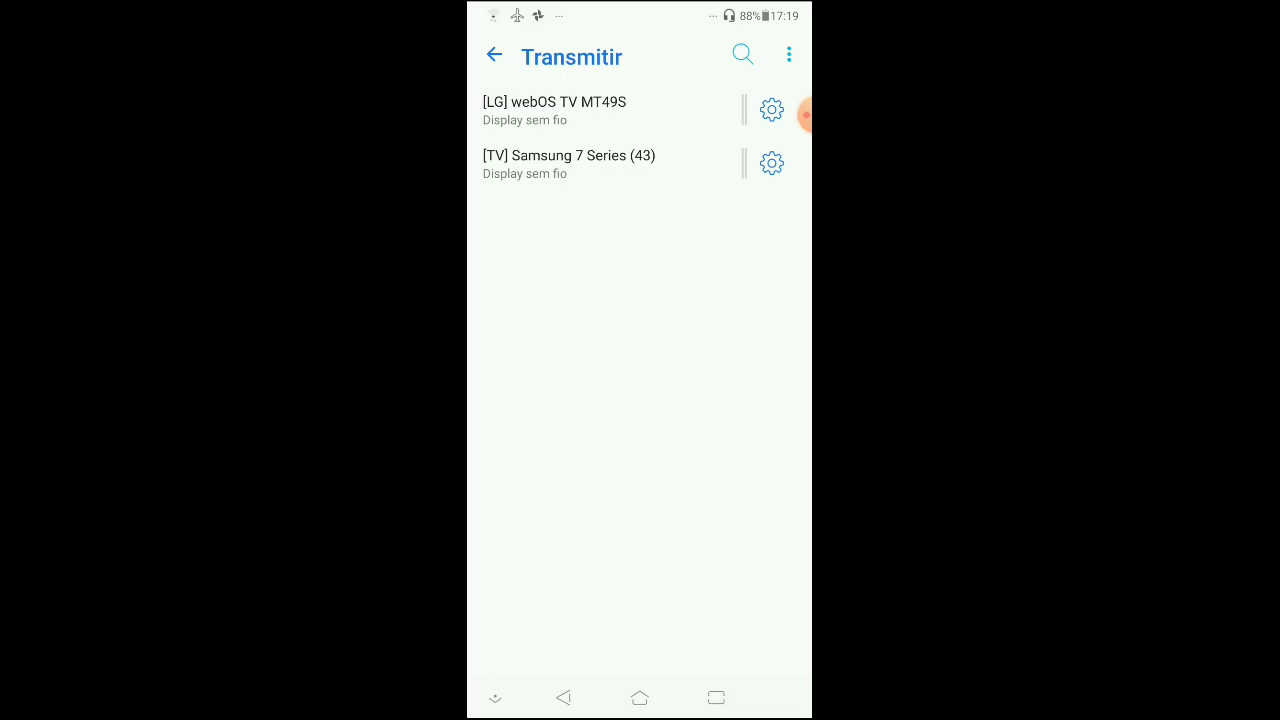 88% 17:19
Transmitir
[LG] webOS TV MT49S
Display sem fio
[TV] Samsung 7 Series (43)
Display sem fio